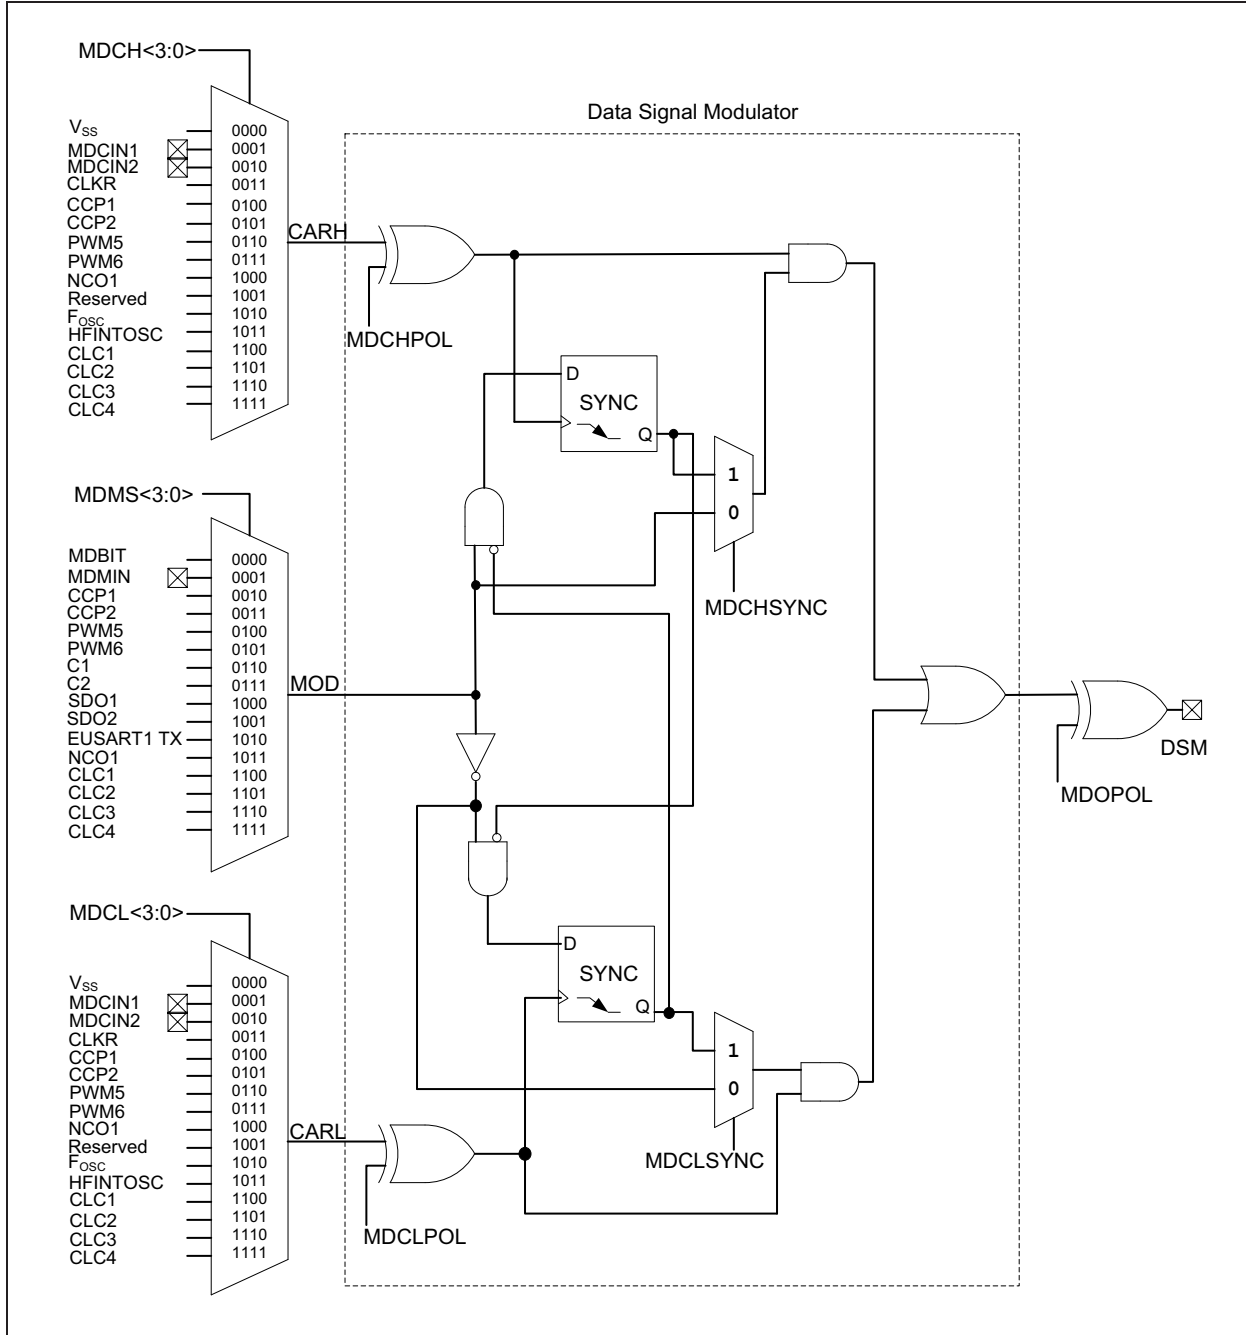 MDCH<3:0>
Data Signal Modulator
VSS 0000
MDCIN1 0001
MDCIN2 0010
CLKR 0011
CCP1 0100
CCP2 0101
PWM5 0110
PWM6 0111
NCO1 1000
Reserved 1001
FOSC 1010
HFINTOSC 1011
CLC1 1100
CLC2 1101
CLC3 1110
CLC4 1111
CARH
MDCHPOL
D
SYNC
Q
1
0
MDCHSYNC
MDMS<3:0>
MDBIT 0000
MDMIN 0001
CCP1 0010
CCP2 0011
PWM5 0100
PWM6 0101
C1 0110
C2 0111
SDO1 1000
SDO2 1001
EUSART1 TX 1010
NCO1 1011
CLC1 1100
CLC2 1101
CLC3 1110
CLC4 1111
MOD
DSM
MDOPOL
MDCL<3:0>
VSS 0000
MDCIN1 0001
MDCIN2 0010
CLKR 0011
CCP1 0100
CCP2 0101
PWM5 0110
PWM6 0111
NCO1 1000
Reserved 1001
FOSC 1010
HFINTOSC 1011
CLC1 1100
CLC2 1101
CLC3 1110
CLC4 1111
CARL
MDCLPOL
D
SYNC
Q
1
0
MDCLSYNC